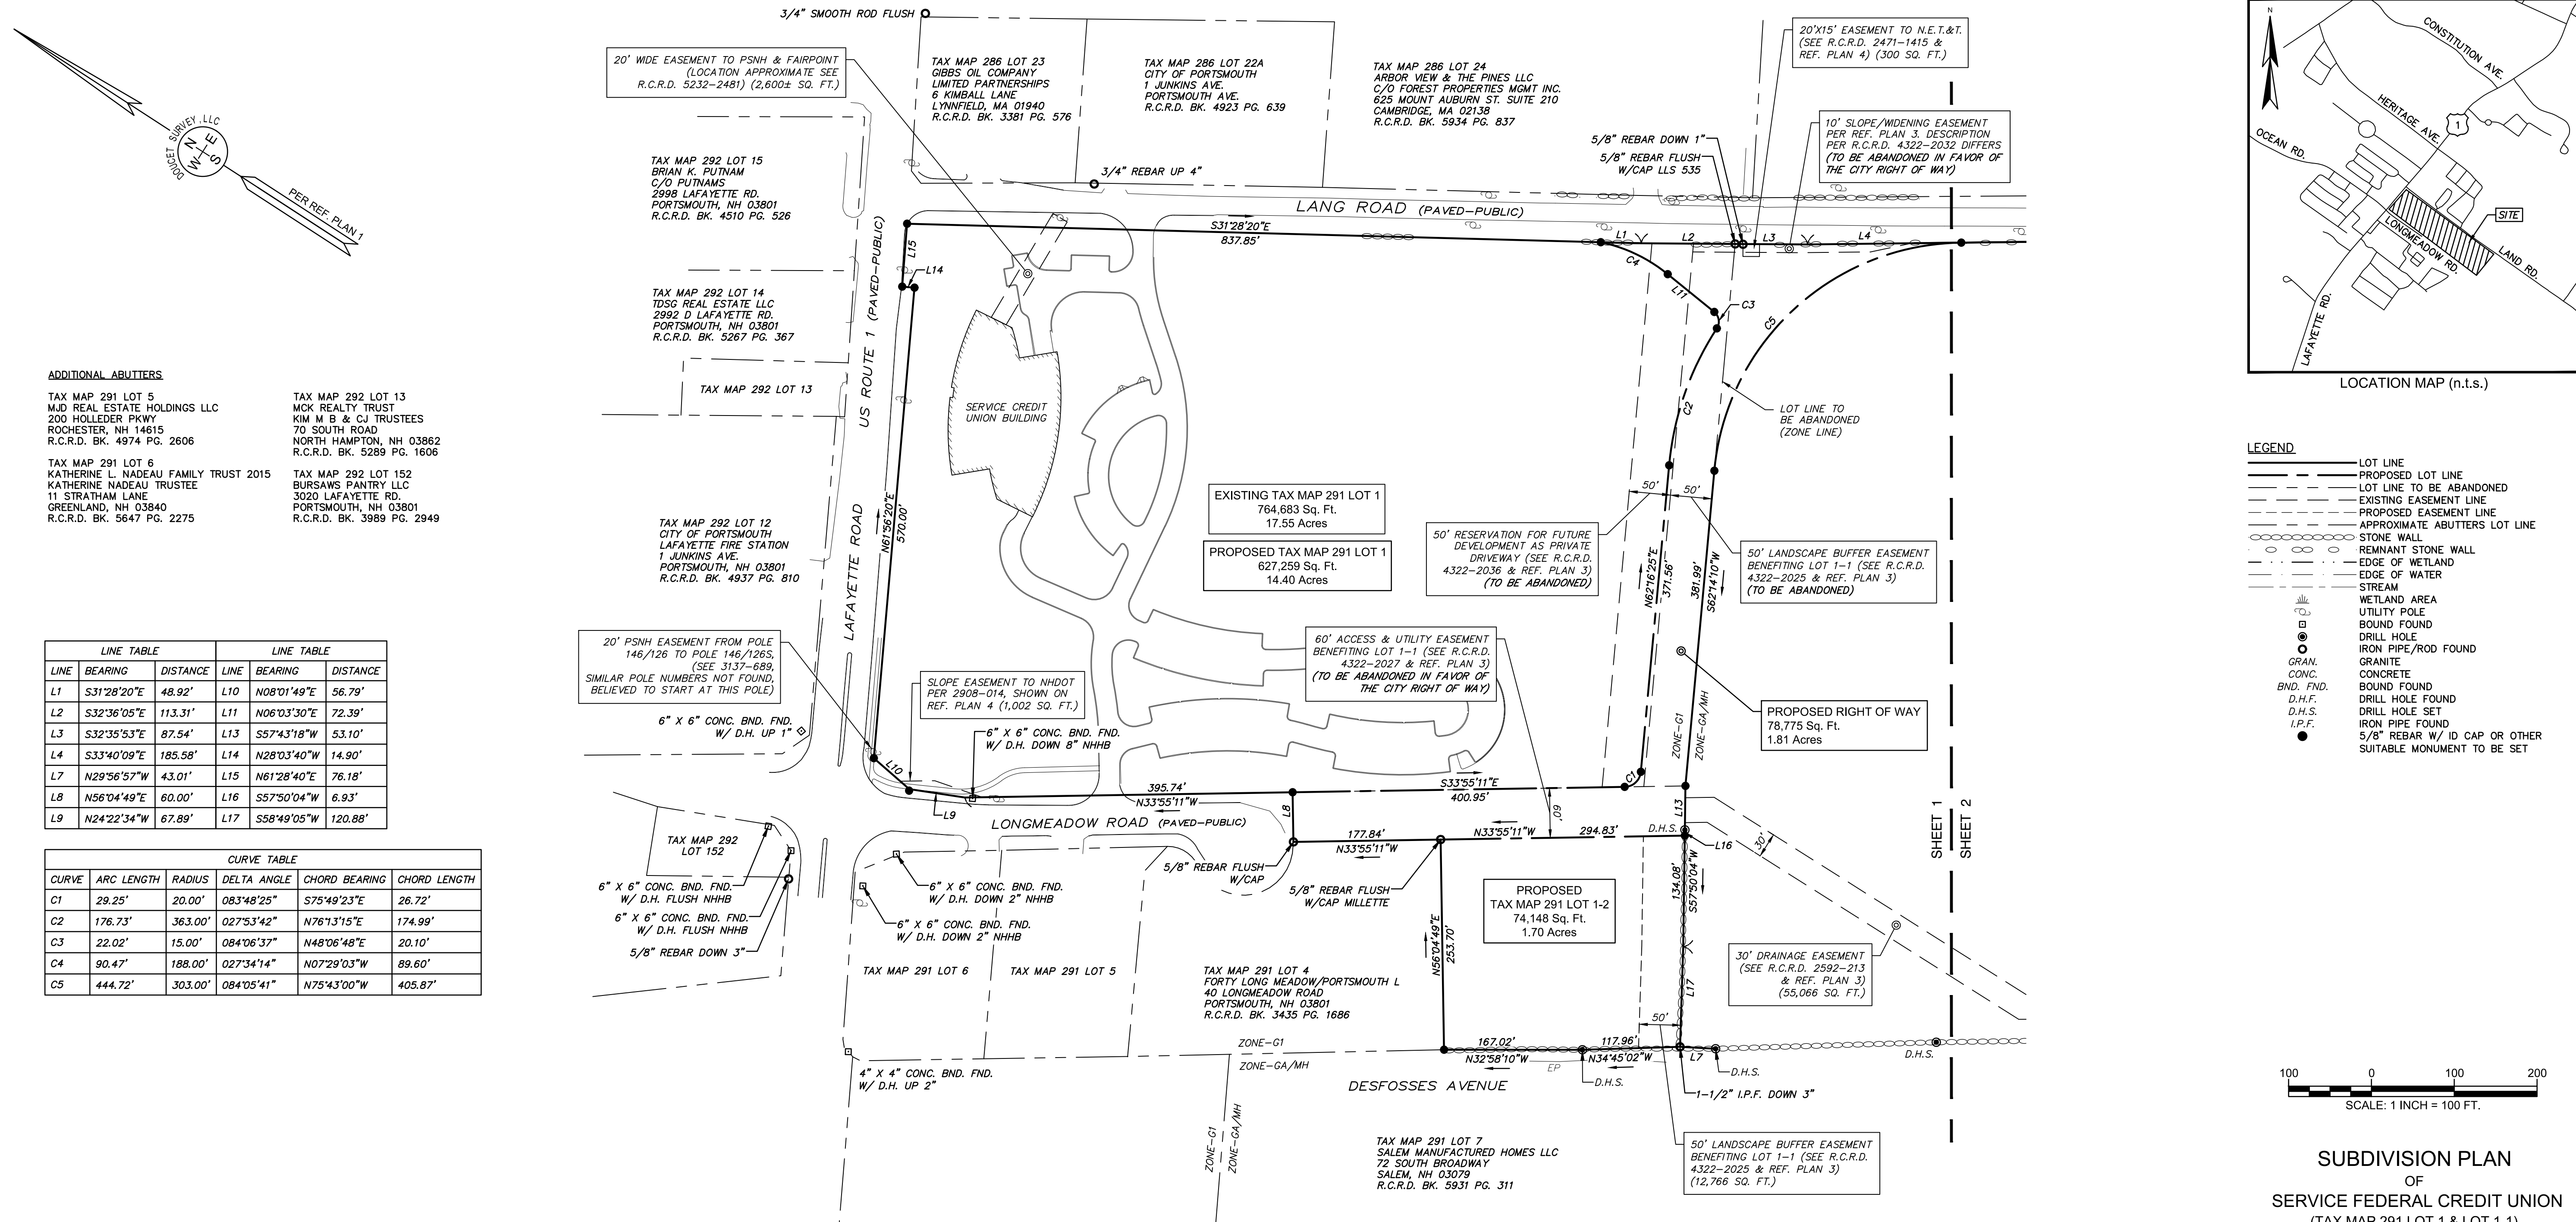 3/4" SMOOTH ROD FLUSH
20' WIDE EASEMENT TO PSNH & FAIRPOINT
(LOCATION APPROXIMATE SEE
R.C.R.D. 5232-2481) (2,600± SQ. FT.)
TAX MAP 286 LOT 23
GIBBS OIL COMPANY
LIMITED PARTNERSHIPS
6 KIMBALL LANE
LYNNFIELD, MA 01940
R.C.R.D. BK. 3381 PG. 576
TAX MAP 286 LOT 22A
CITY OF PORTSMOUTH
1 JUNKINS AVE.
PORTSMOUTH AVE.
R.C.R.D. BK. 4923 PG. 639
TAX MAP 286 LOT 24
ARBOR VIEW & THE PINES LLC
C/O FOREST PROPERTIES MGMT INC.
625 MOUNT AUBURN ST. SUITE 210
CAMBRIDGE, MA 02138
R.C.R.D. BK. 5934 PG. 837
20'X15' EASEMENT TO N.E.T.&T.
(SEE R.C.R.D. 2471-1415 &
REF. PLAN 4) (300 SQ. FT.)
10' SLOPE/WIDENING EASEMENT
PER REF. PLAN 3. DESCRIPTION
PER R.C.R.D. 4322-2032 DIFFERS
(TO BE ABANDONED IN FAVOR OF
THE CITY RIGHT OF WAY)
5/8" REBAR DOWN 1"
5/8" REBAR FLUSH
W/CAP LLS 535
3/4" REBAR UP 4"
DOUCET SURVEY, LLC
N
E
S
W
PER REF. PLAN 1
TAX MAP 292 LOT 15
BRIAN K. PUTNAM
C/O PUTNAMS
2998 LAFAYETTE RD.
PORTSMOUTH, NH 03801
R.C.R.D. BK. 4510 PG. 526
TAX MAP 292 LOT 14
TDSG REAL ESTATE LLC
2992 D LAFAYETTE RD.
PORTSMOUTH, NH 03801
R.C.R.D. BK. 5267 PG. 367
TAX MAP 292 LOT 13
TAX MAP 292 LOT 12
CITY OF PORTSMOUTH
LAFAYETTE FIRE STATION
1 JUNKINS AVE.
PORTSMOUTH, NH 03801
R.C.R.D. BK. 4937 PG. 810
LANG ROAD (PAVED-PUBLIC)
S31°28'20"E
837.85'
L1
L2
L3
L4
L15
L14
C4
L11
C3
C5
C2
US ROUTE 1 (PAVED-PUBLIC)
LAFAYETTE ROAD
N61°56'20"E
570.00'
SERVICE CREDIT
UNION BUILDING
LOT LINE TO
BE ABANDONED
(ZONE LINE)
EXISTING TAX MAP 291 LOT 1
764,683 Sq. Ft.
17.55 Acres
PROPOSED TAX MAP 291 LOT 1
627,259 Sq. Ft.
14.40 Acres
50'
50'
50' RESERVATION FOR FUTURE
DEVELOPMENT AS PRIVATE
DRIVEWAY (SEE R.C.R.D.
4322-2036 & REF. PLAN 3)
(TO BE ABANDONED)
N62°16'25"E
371.56'
381.99'
S62°14'10"W
50' LANDSCAPE BUFFER EASEMENT
BENEFITING LOT 1-1 (SEE R.C.R.D.
4322-2025 & REF. PLAN 3)
(TO BE ABANDONED)
60' ACCESS & UTILITY EASEMENT
BENEFITING LOT 1-1 (SEE R.C.R.D.
4322-2027 & REF. PLAN 3)
(TO BE ABANDONED IN FAVOR OF
THE CITY RIGHT OF WAY)
ZONE-G1
ZONE-GA/MH
PROPOSED RIGHT OF WAY
78,775 Sq. Ft.
1.81 Acres
20' PSNH EASEMENT FROM POLE
146/126 TO POLE 146/126S,
(SEE 3137-689,
SIMILAR POLE NUMBERS NOT FOUND,
BELIEVED TO START AT THIS POLE)
6" X 6" CONC. BND. FND.
W/ D.H. UP 1"
SLOPE EASEMENT TO NHDOT
PER 2908-014, SHOWN ON
REF. PLAN 4 (1,002 SQ. FT.)
6" X 6" CONC. BND. FND.
W/ D.H. DOWN 8" NHHB
L10
L9
395.74'
N33°55'11"W
S33°55'11"E
400.95'
C1
60'
L13
L8
LONGMEADOW ROAD (PAVED-PUBLIC)
177.84'
N33°55'11"W
N33°55'11"W
294.83'
D.H.S.
L16
30'
5/8" REBAR FLUSH
W/CAP
5/8" REBAR FLUSH
W/CAP MILLETTE
TAX MAP 292
LOT 152
6" X 6" CONC. BND. FND.
W/ D.H. FLUSH NHHB
6" X 6" CONC. BND. FND.
W/ D.H. FLUSH NHHB
5/8" REBAR DOWN 3"
6" X 6" CONC. BND. FND.
W/ D.H. DOWN 2" NHHB
6" X 6" CONC. BND. FND.
W/ D.H. DOWN 2" NHHB
TAX MAP 291 LOT 6
TAX MAP 291 LOT 5
TAX MAP 291 LOT 4
FORTY LONG MEADOW/PORTSMOUTH L
40 LONGMEADOW ROAD
PORTSMOUTH, NH 03801
R.C.R.D. BK. 3435 PG. 1686
PROPOSED
TAX MAP 291 LOT 1-2
74,148 Sq. Ft.
1.70 Acres
N56°04'49"E
253.70'
134.08'
S57°50'04"W
L17
30' DRAINAGE EASEMENT
(SEE R.C.R.D. 2592-213
& REF. PLAN 3)
(55,066 SQ. FT.)
50'
167.02'
N32°58'10"W
117.96'
N34°45'02"W
L7
EP
D.H.S.
D.H.S.
D.H.S.
1-1/2" I.P.F. DOWN 3"
4" X 4" CONC. BND. FND.
W/ D.H. UP 2"
ZONE-G1
ZONE-GA/MH
DESFOSSES AVENUE
ZONE-G1
ZONE-GA/MH
TAX MAP 291 LOT 7
SALEM MANUFACTURED HOMES LLC
72 SOUTH BROADWAY
SALEM, NH 03079
R.C.R.D. BK. 5931 PG. 311
50' LANDSCAPE BUFFER EASEMENT
BENEFITING LOT 1-1 (SEE R.C.R.D.
4322-2025 & REF. PLAN 3)
(12,766 SQ. FT.)
SHEET 1
SHEET 2
ADDITIONAL ABUTTERS
TAX MAP 291 LOT 5
MJD REAL ESTATE HOLDINGS LLC
200 HOLLEDER PKWY
ROCHESTER, NH 14615
R.C.R.D. BK. 4974 PG. 2606
TAX MAP 291 LOT 6
KATHERINE L. NADEAU FAMILY TRUST 2015
KATHERINE NADEAU TRUSTEE
11 STRATHAM LANE
GREENLAND, NH 03840
R.C.R.D. BK. 5647 PG. 2275
TAX MAP 292 LOT 13
MCK REALTY TRUST
KIM M B & CJ TRUSTEES
70 SOUTH ROAD
NORTH HAMPTON, NH 03862
R.C.R.D. BK. 5289 PG. 1606
TAX MAP 292 LOT 152
BURSAWS PANTRY LLC
3020 LAFAYETTE RD.
PORTSMOUTH, NH 03801
R.C.R.D. BK. 3989 PG. 2949
LINE TABLE LINE TABLE
LINE BEARING DISTANCE LINE BEARING DISTANCE
L1 S31°28'20"E 48.92' L10 N08°01'49"E 56.79'
L2 S32°36'05"E 113.31' L11 N06°03'30"E 72.39'
L3 S32°35'53"E 87.54' L13 S57°43'18"W 53.10'
L4 S33°40'09"E 185.58' L14 N28°03'40"W 14.90'
L7 N29°56'57"W 43.01' L15 N61°28'40"E 76.18'
L8 N56°04'49"E 60.00' L16 S57°50'04"W 6.93'
L9 N24°22'34"W 67.89' L17 S58°49'05"W 120.88'
CURVE TABLE
CURVE ARC LENGTH RADIUS DELTA ANGLE CHORD BEARING CHORD LENGTH
C1 29.25' 20.00' 083°48'25" S75°49'23"E 26.72'
C2 176.73' 363.00' 027°53'42" N76°13'15"E 174.99'
C3 22.02' 15.00' 084°06'37" N48°06'48"E 20.10'
C4 90.47' 188.00' 027°34'14" N07°29'03"W 89.60'
C5 444.72' 303.00' 084°05'41" N75°43'00"W 405.87'
N
CONSTITUTION AVE.
HERITAGE AVE.
1
OCEAN RD.
SITE
LONGMEADOW RD.
LAND RD.
LAFAYETTE RD.
LOCATION MAP (n.t.s.)
LEGEND
LOT LINE
PROPOSED LOT LINE
LOT LINE TO BE ABANDONED
EXISTING EASEMENT LINE
PROPOSED EASEMENT LINE
APPROXIMATE ABUTTERS LOT LINE
STONE WALL
REMNANT STONE WALL
EDGE OF WETLAND
EDGE OF WATER
STREAM
WETLAND AREA
UTILITY POLE
BOUND FOUND
DRILL HOLE
IRON PIPE/ROD FOUND
GRAN. GRANITE
CONC. CONCRETE
BND. FND. BOUND FOUND
D.H.F. DRILL HOLE FOUND
D.H.S. DRILL HOLE SET
I.P.F. IRON PIPE FOUND
5/8" REBAR W/ ID CAP OR OTHER
SUITABLE MONUMENT TO BE SET
100 0 100 200
SCALE: 1 INCH = 100 FT.
SUBDIVISION PLAN
OF
SERVICE FEDERAL CREDIT UNION
(TAX MAP 291 LOT 1 & LOT 1-1)